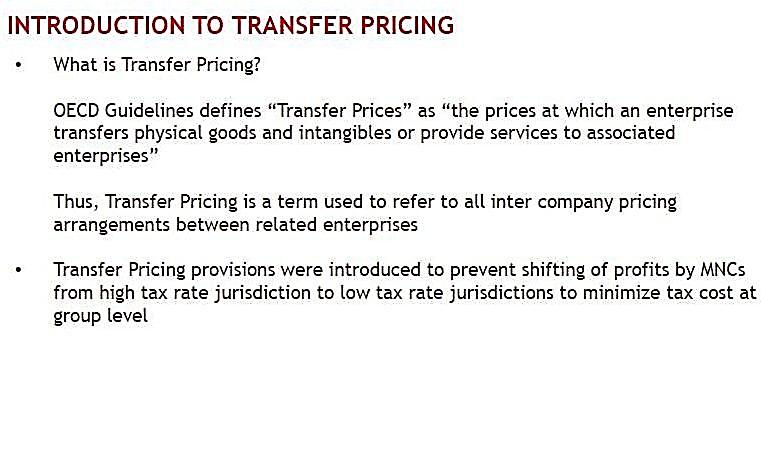 INTRODUCTION TO TRANSFER PRICING
• What is Transfer Pricing?
OECD Guidelines defines “Transfer Prices” as “the prices at which an enterprise
transfers physical goods and intangibles or provide services to associated
enterprises”
Thus, Transfer Pricing is a term used to refer to all inter company pricing
arrangements between related enterprises
• Transfer Pricing provisions were introduced to prevent shifting of profits by MNCs
from high tax rate jurisdiction to low tax rate jurisdictions to minimize tax cost at
group level